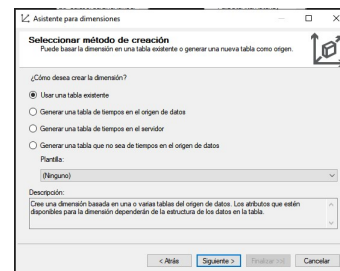 Asistente para dimensiones
Seleccionar método de creación
Puede basar la dimensión en una tabla existente o generar una nueva tabla como origen.
¿Cómo desea crear la dimensión?
Usar una tabla existente
Generar una tabla de tiempos en el origen de datos
Generar una tabla de tiempos en el servidor
Generar una tabla que no sea de tiempos en el origen de datos
Plantilla:
(Ninguno)
Descripción:
Cree una dimensión basada en una o varias tablas del origen de datos. Los atributos que estén
disponibles para la dimensión dependerán de la estructura de los datos en la tabla.
< Atrás Siguiente > Finalizar >>| Cancelar